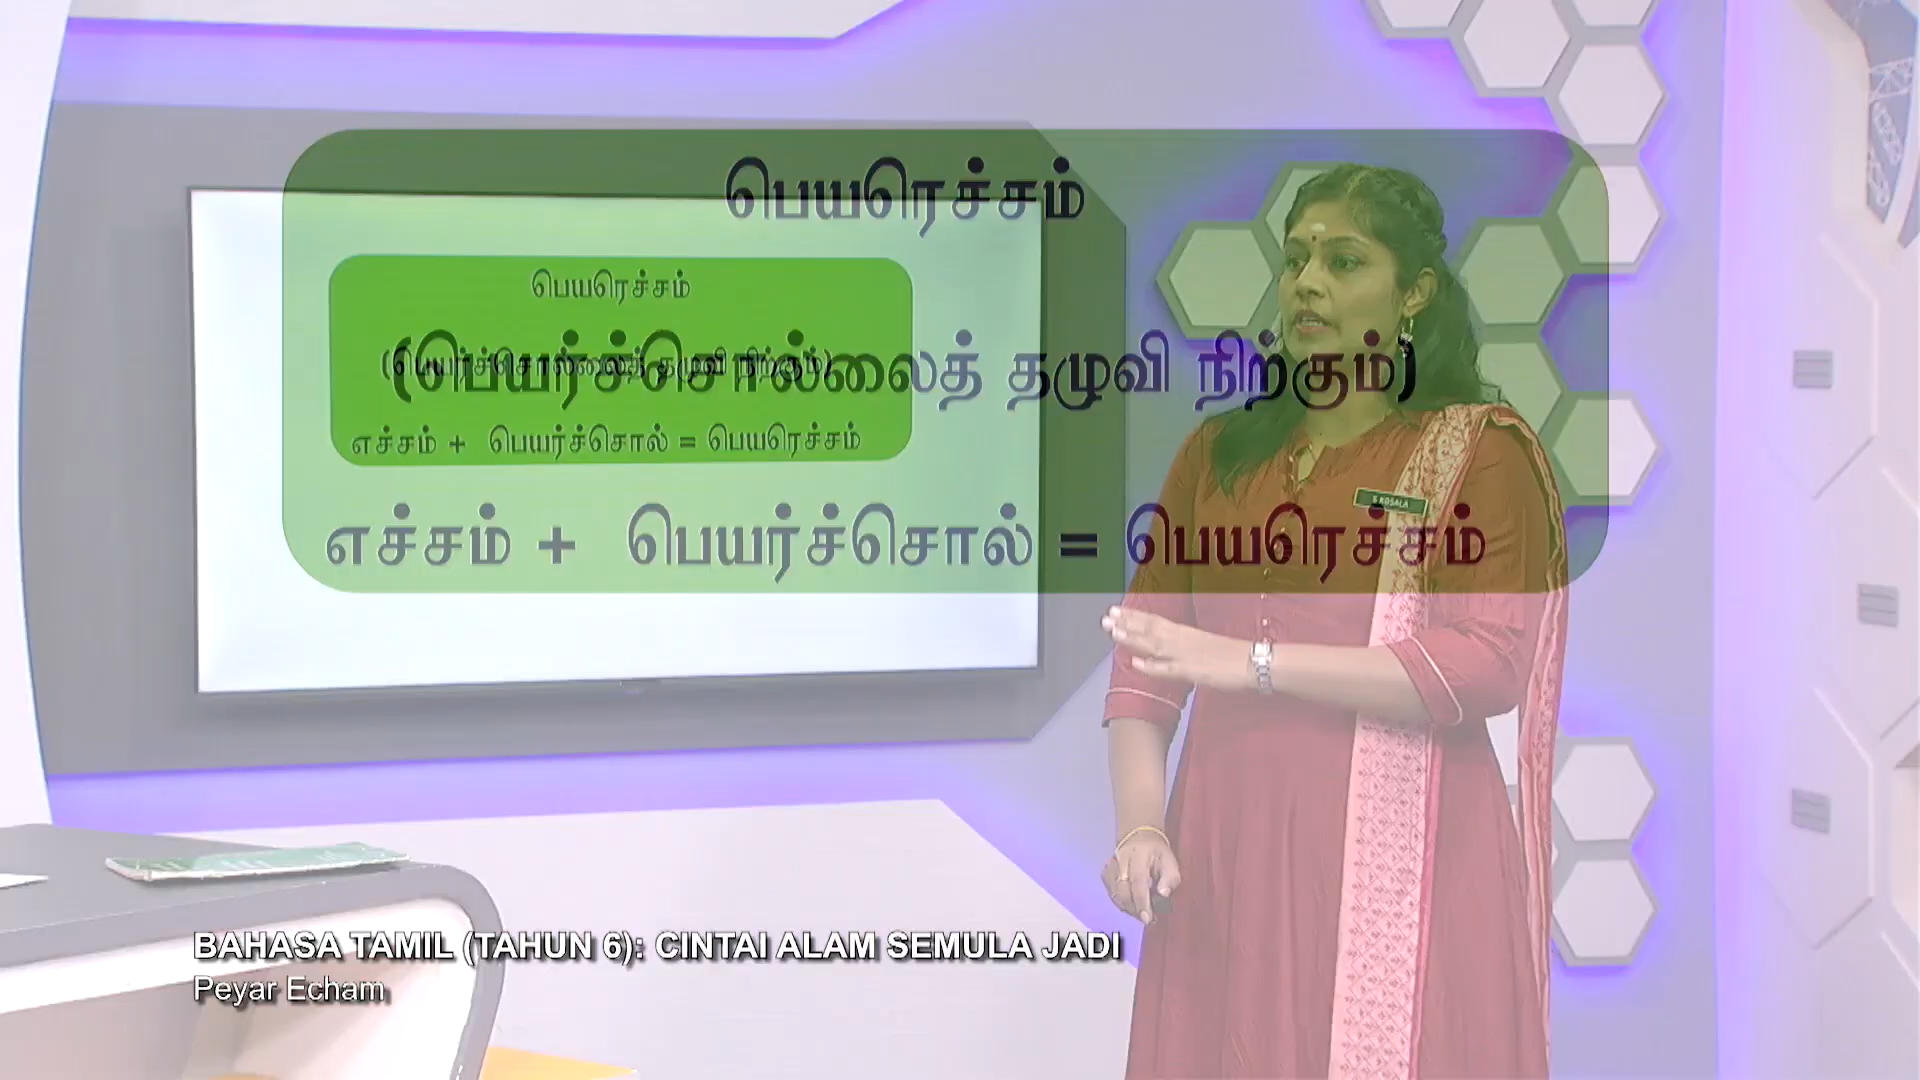 பெயரெச்சம்
(பெயர்ச்சொல்லைத் தழுவி நிற்கும்)
எச்சம் + பெயர்ச்சொல் = பெயரெச்சம்
பெயரெச்சம்
(பெயர்ச்சொல்லைத் தழுவி நிற்கும்)
எச்சம் + பெயர்ச்சொல் = பெயரெச்சம்
S KOSALA
BAHASA TAMIL (TAHUN 6): CINTAI ALAM SEMULA JADI
Peyar Echam